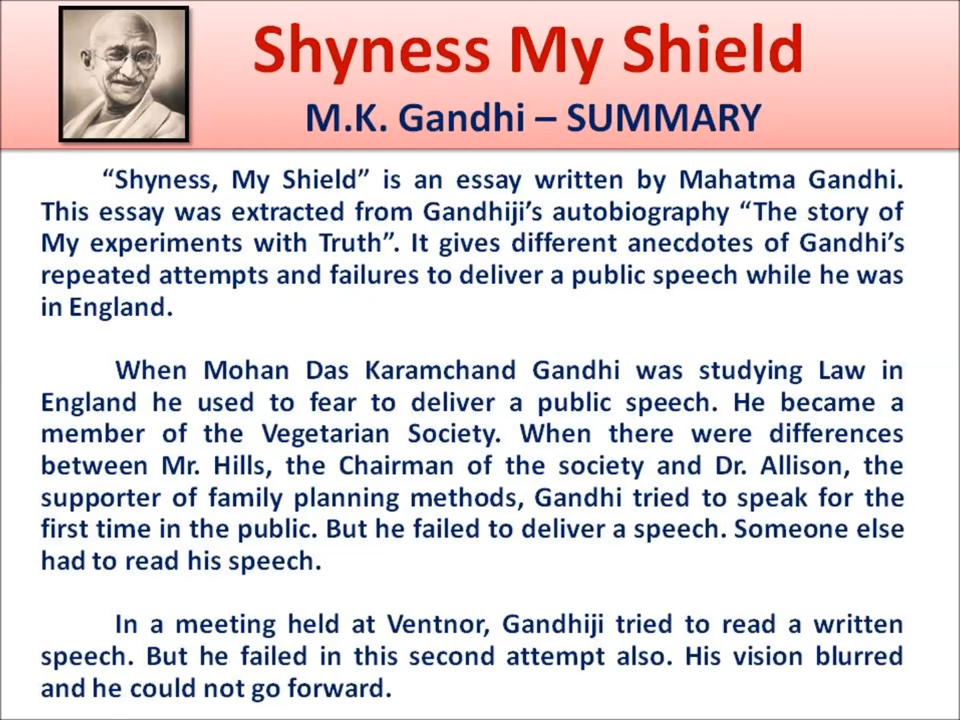 Shyness My Shield
M.K. Gandhi – SUMMARY
“Shyness, My Shield” is an essay written by Mahatma Gandhi.
This essay was extracted from Gandhiji’s autobiography “The story of
My experiments with Truth”. It gives different anecdotes of Gandhi’s
repeated attempts and failures to deliver a public speech while he was
in England.
When Mohan Das Karamchand Gandhi was studying Law in
England he used to fear to deliver a public speech. He became a
member of the Vegetarian Society. When there were differences
between Mr. Hills, the Chairman of the society and Dr. Allison, the
supporter of family planning methods, Gandhi tried to speak for the
first time in the public. But he failed to deliver a speech. Someone else
had to read his speech.
In a meeting held at Ventnor, Gandhiji tried to read a written
speech. But he failed in this second attempt also. His vision blurred
and he could not go forward.